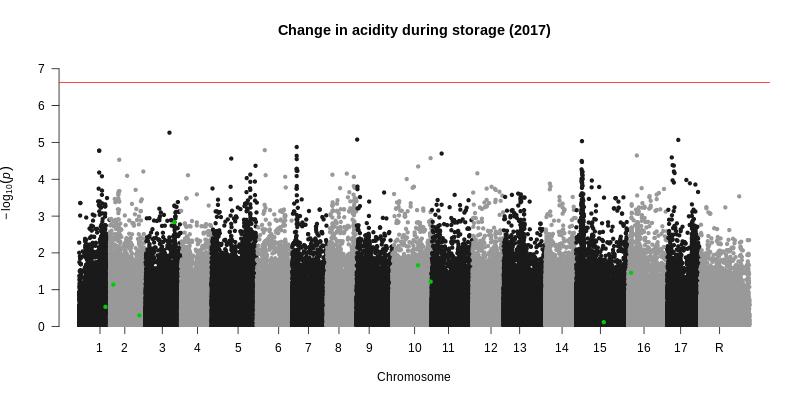 Change in acidity during storage (2017)
7
6
5
4
3
2
1
0
−log10(p)
1 2 3 4 5 6 7 8 9 10 11 12 13 14 15 16 17 R
Chromosome